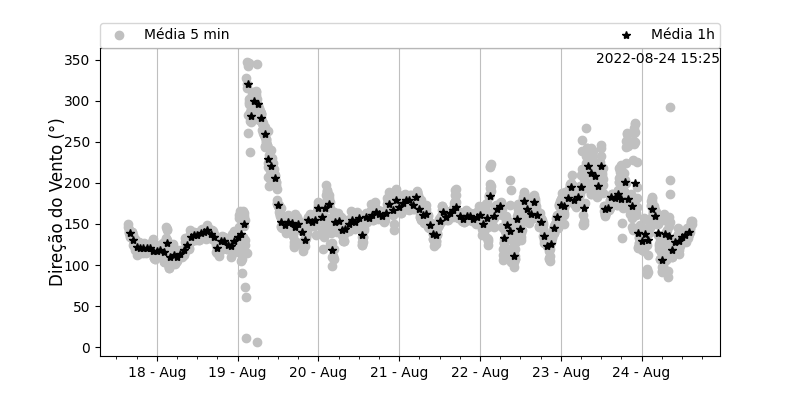 Média 5 min
Média 1h
2022-08-24 15:25
Direção do Vento (°)
350
300
250
200
150
100
50
0
18 - Aug
19 - Aug
20 - Aug
21 - Aug
22 - Aug
23 - Aug
24 - Aug